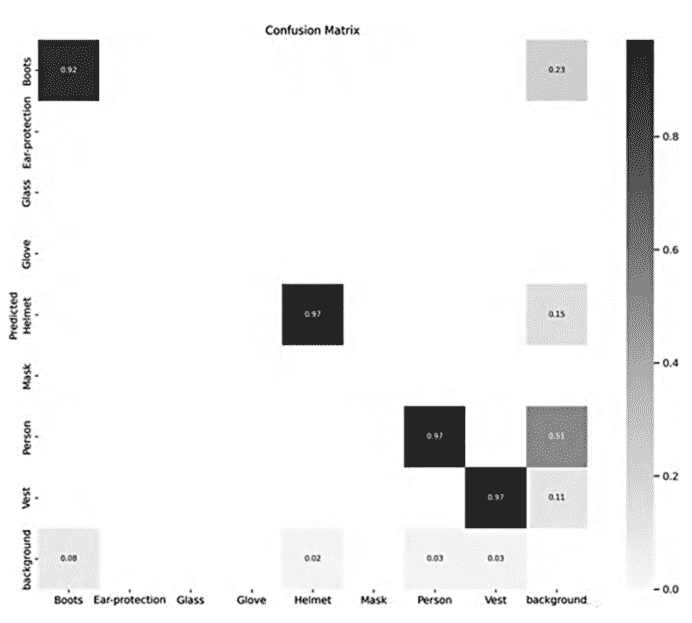 Confusion Matrix
Predicted
Boots
0.92
0.23
Ear-protection
Glass
Glove
Helmet
0.97
0.15
Mask
Person
0.97
0.51
Vest
0.97
0.11
background
0.08
0.02
0.03
0.03
Boots Ear-protection Glass Glove Helmet Mask Person Vest background
0.8
0.6
0.4
0.2
0.0